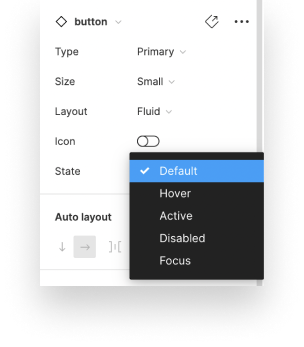 button
Type Primary
Size Small
Layout Fluid
Icon
State
Default
Hover
Auto layout
Active
Disabled
Focus